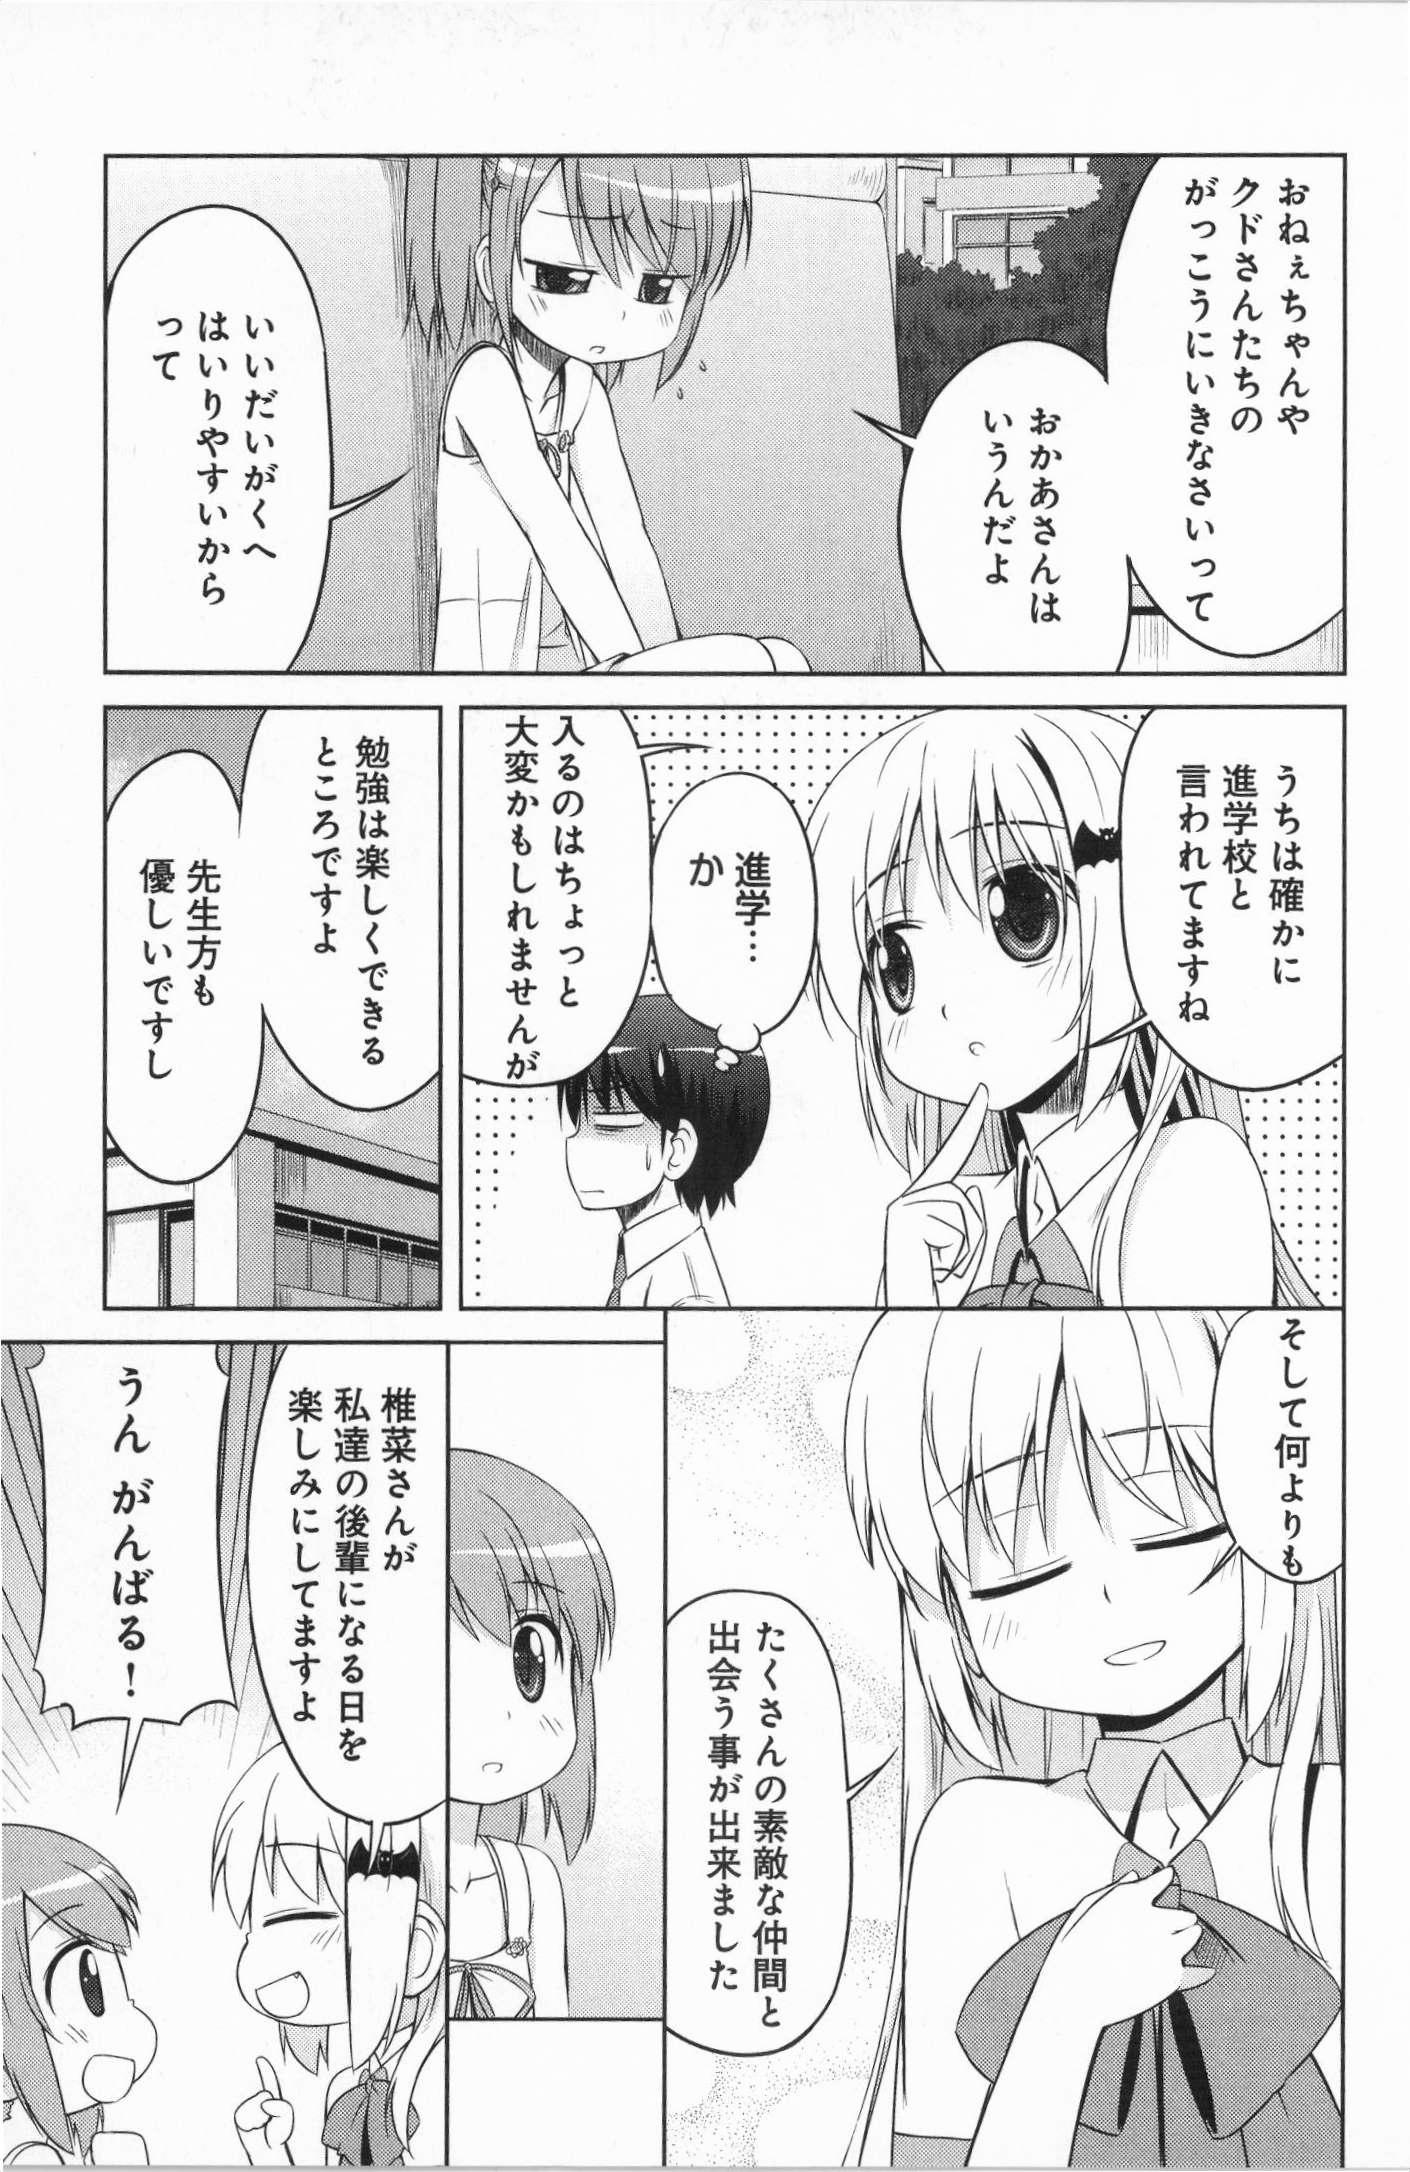 おねぇちゃんや
クドさんたちの
がっこうにいきなさいって
おかあさんは
いうんだよ
いいだいがくへ
はいりやすいから
って
うちは確かに
進学校と
言われてますね
進学…
か
入るのはちょっと
大変かもしれませんが
勉強は楽しくできる
ところですよ
先生方も
優しいですし
そして何よりも
たくさんの素敵な仲間と
出会う事が出来ました
椎菜さんが
私達の後輩になる日を
楽しみにしてますよ
うん がんばる！